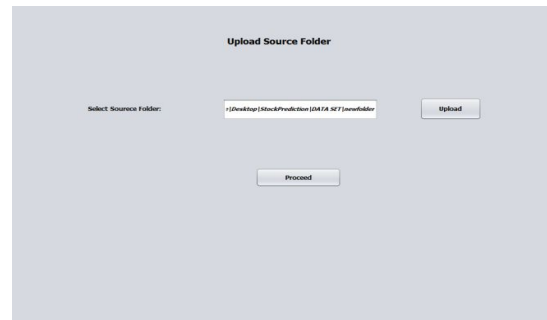 Upload Source Folder
Select Sourece Folder: r|Desktop|StockPrediction|DATA SET|newfolder Upload
Proceed